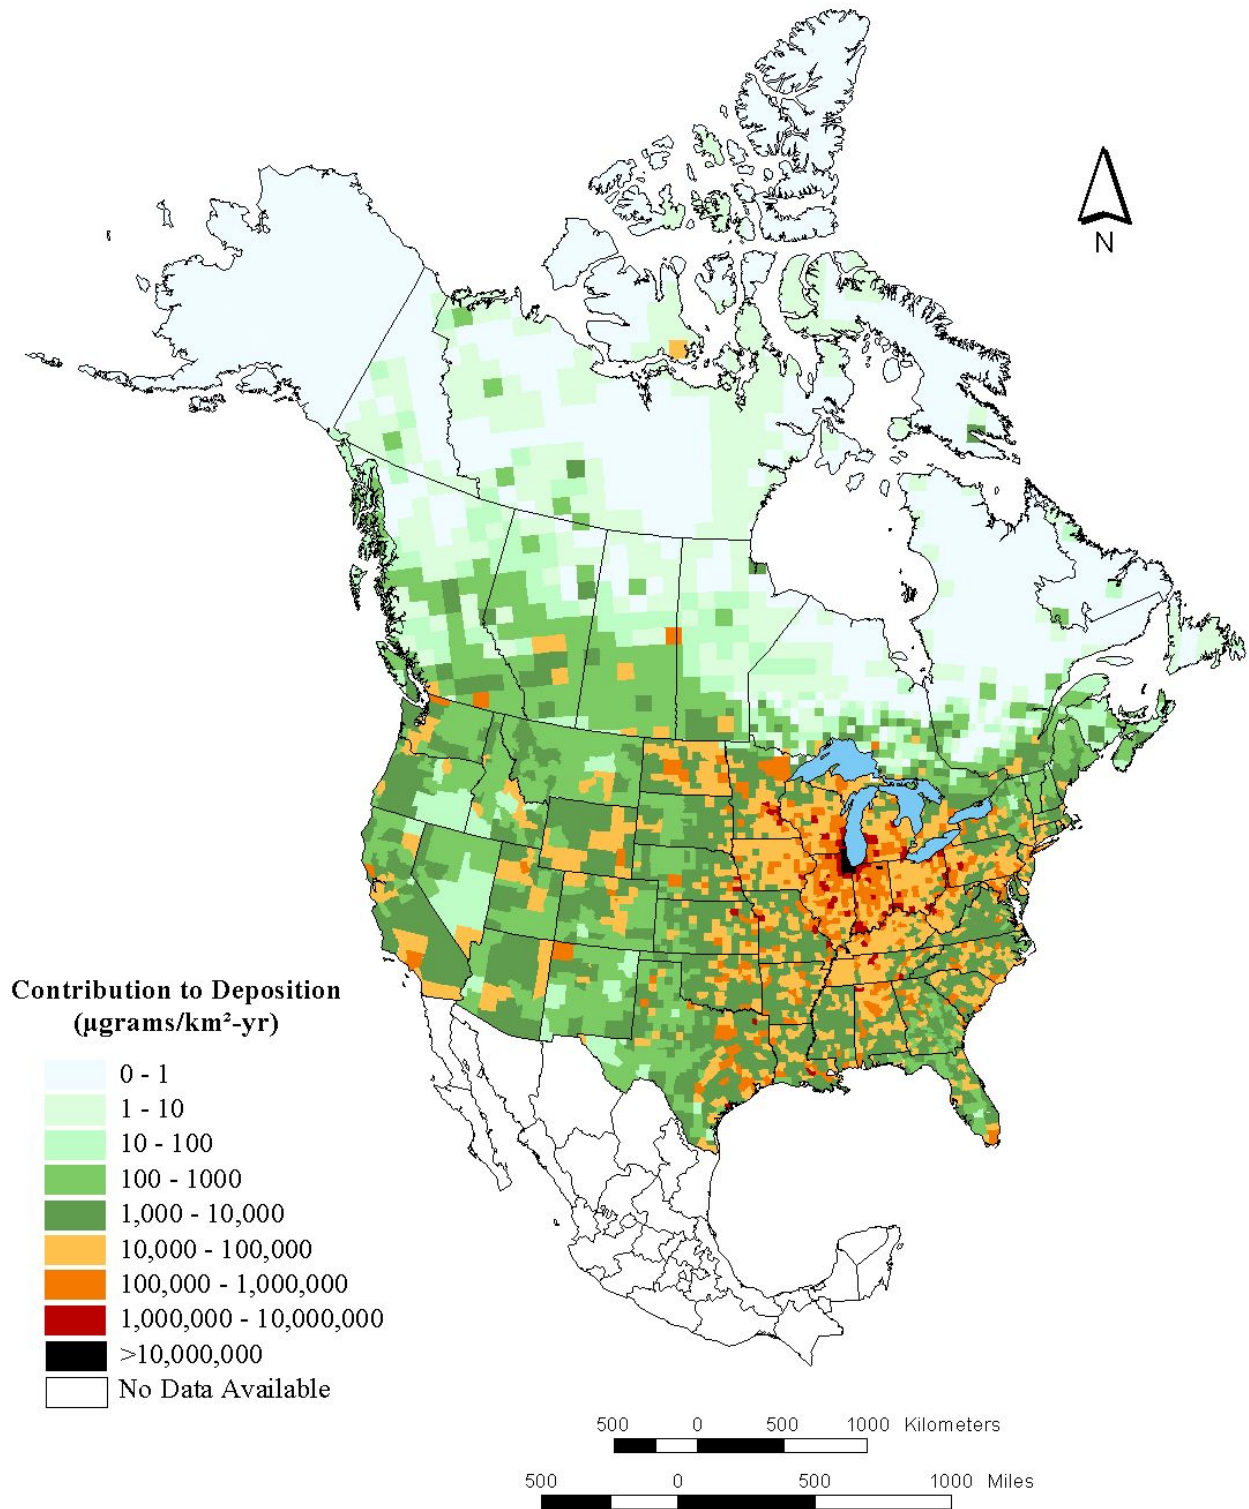 N
Contribution to Deposition
(µgrams/km²-yr)
0 - 1
1 - 10
10 - 100
100 - 1000
1,000 - 10,000
10,000 - 100,000
100,000 - 1,000,000
1,000,000 - 10,000,000
>10,000,000
No Data Available
500 0 500 1000 Kilometers
500 0 500 1000 Miles